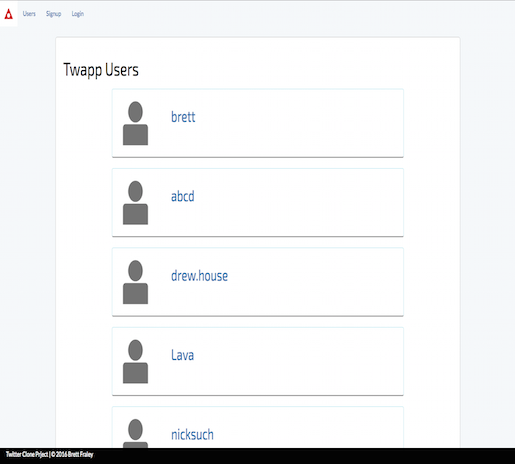 Users Signup Login
Twapp Users
brett
abcd
drew.house
Lava
nicksuch
Twitter Clone Prject | © 2016 Brett Fraley